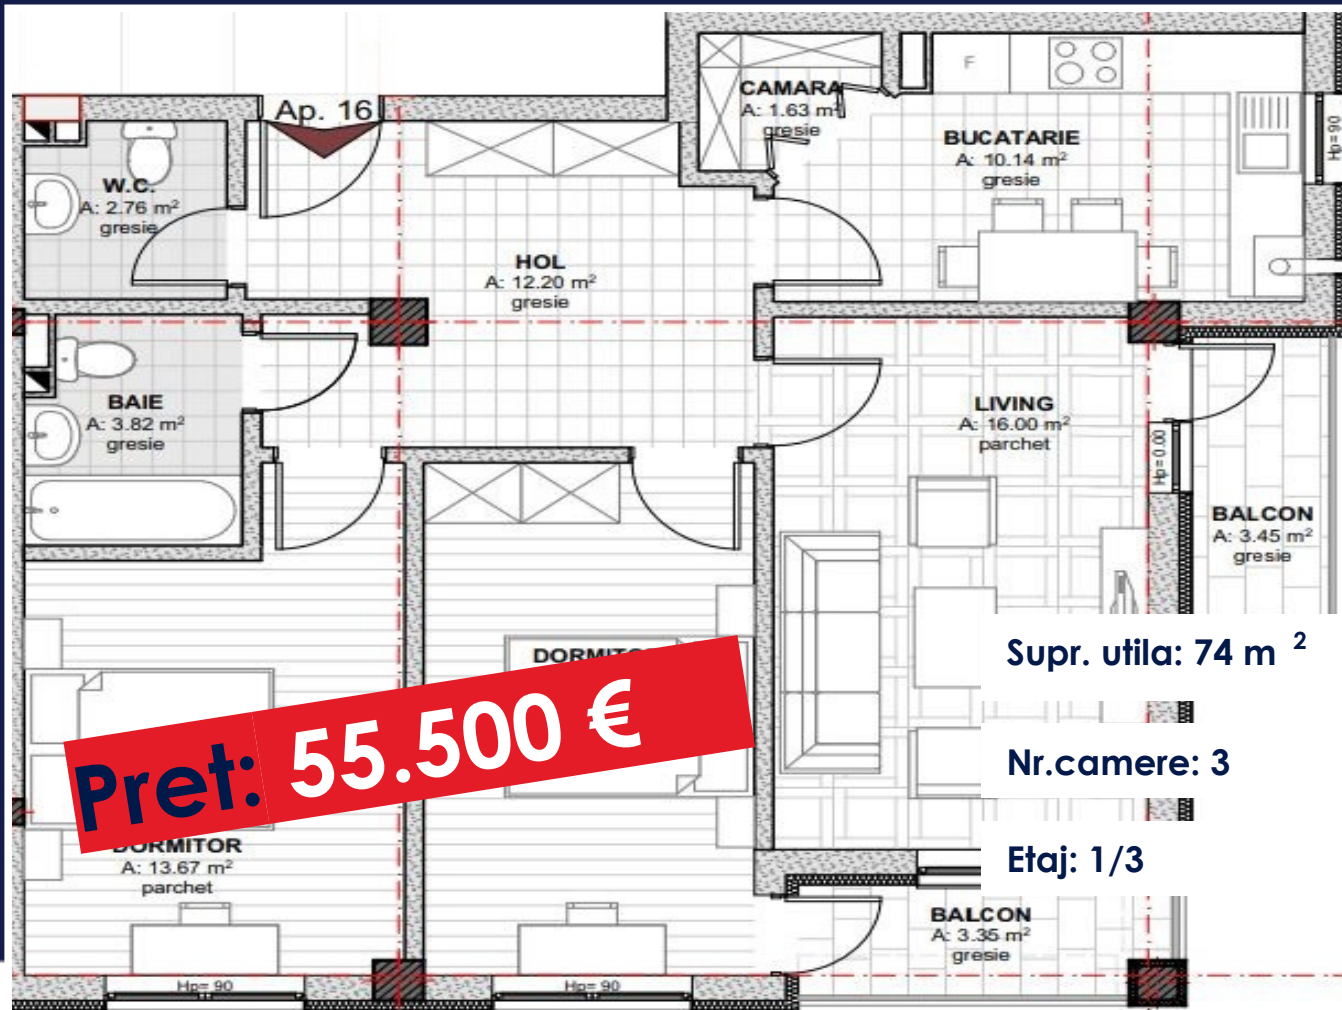 Ap. 16
CAMARA
A: 1.63 m²
gresie
F
BUCATARIE
A: 10.14 m²
gresie
Hp= 90
W.C.
A: 2.76 m²
gresie
HOL
A: 12.20 m²
gresie
BAIE
A: 3.82 m²
gresie
LIVING
A: 16.00 m²
parchet
Hp= 0.00
BALCON
A: 3.45 m²
gresie
Supr. utila: 74 m ²
Pret: 55.500 €
Nr.camere: 3
DORMITOR
A: 13.67 m²
parchet
Etaj: 1/3
BALCON
A: 3.35 m²
gresie
Hp= 90
Hp= 90